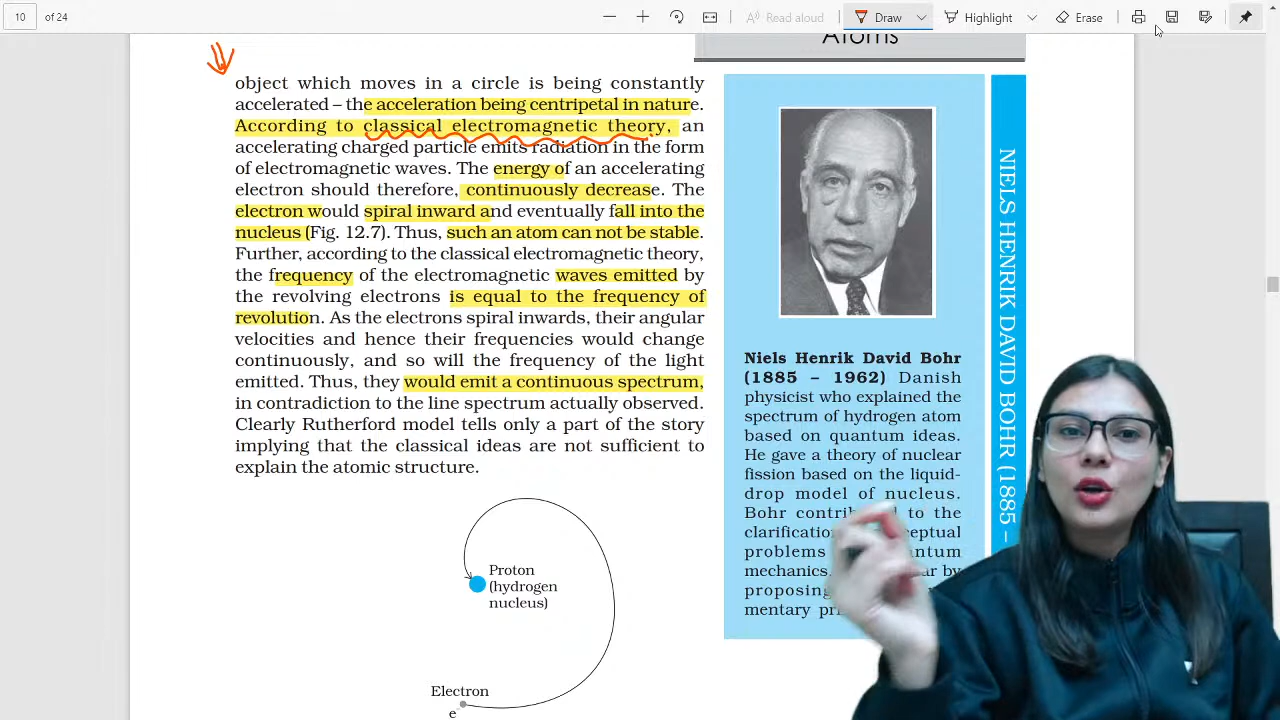 10 of 24
Read aloud
Draw
Highlight
Erase
Atoms
object which moves in a circle is being constantly
accelerated – the acceleration being centripetal in nature.
According to classical electromagnetic theory, an
accelerating charged particle emits radiation in the form
of electromagnetic waves. The energy of an accelerating
electron should therefore, continuously decrease. The
electron would spiral inward and eventually fall into the
nucleus (Fig. 12.7). Thus, such an atom can not be stable.
Further, according to the classical electromagnetic theory,
the frequency of the electromagnetic waves emitted by
the revolving electrons is equal to the frequency of
revolution. As the electrons spiral inwards, their angular
velocities and hence their frequencies would change
continuously, and so will the frequency of the light
emitted. Thus, they would emit a continuous spectrum,
in contradiction to the line spectrum actually observed.
Clearly Rutherford model tells only a part of the story
implying that the classical ideas are not sufficient to
explain the atomic structure.
Proton
(hydrogen
nucleus)
Electron
e
Niels Henrik David Bohr
(1885 – 1962) Danish
physicist who explained the
spectrum of hydrogen atom
based on quantum ideas.
He gave a theory of nuclear
fission based on the liquid-
drop model of nucleus.
Bohr to the
clarification
problems
mechanics. by
proposing
NIELS HENRIK DAVID BOHR (1885 –